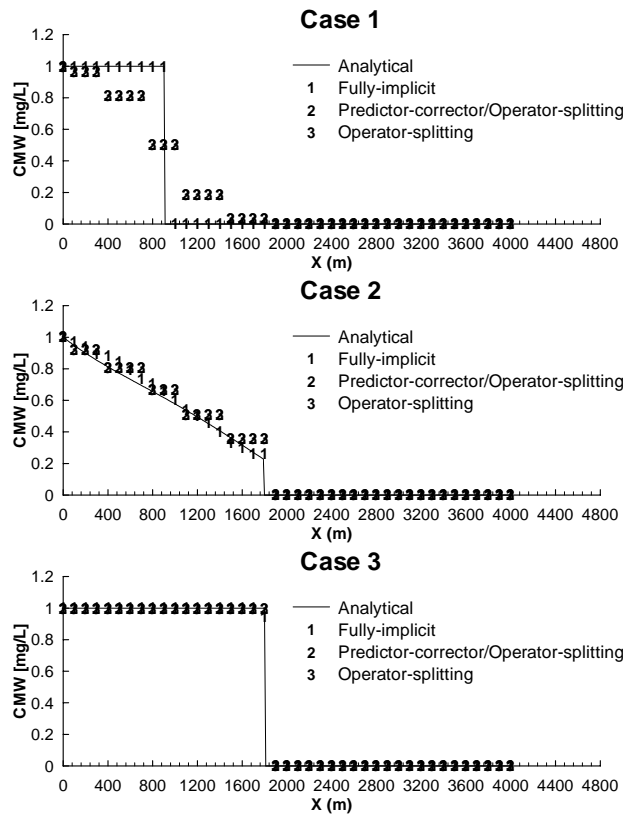 Case 1
CMW [mg/L]
1.2
1
0.8
0.6
0.4
0.2
0
Analytical
1 Fully-implicit
2 Predictor-corrector/Operator-splitting
3 Operator-splitting
0 400 800 1200 1600 2000 2400 2800 3200 3600 4000 4400 4800
X (m)
Case 2
CMW [mg/L]
1.2
1
0.8
0.6
0.4
0.2
0
Analytical
1 Fully-implicit
2 Predictor-corrector/Operator-splitting
3 Operator-splitting
0 400 800 1200 1600 2000 2400 2800 3200 3600 4000 4400 4800
X (m)
Case 3
CMW [mg/L]
1.2
1
0.8
0.6
0.4
0.2
0
Analytical
1 Fully-implicit
2 Predictor-corrector/Operator-splitting
3 Operator-splitting
0 400 800 1200 1600 2000 2400 2800 3200 3600 4000 4400 4800
X (m)